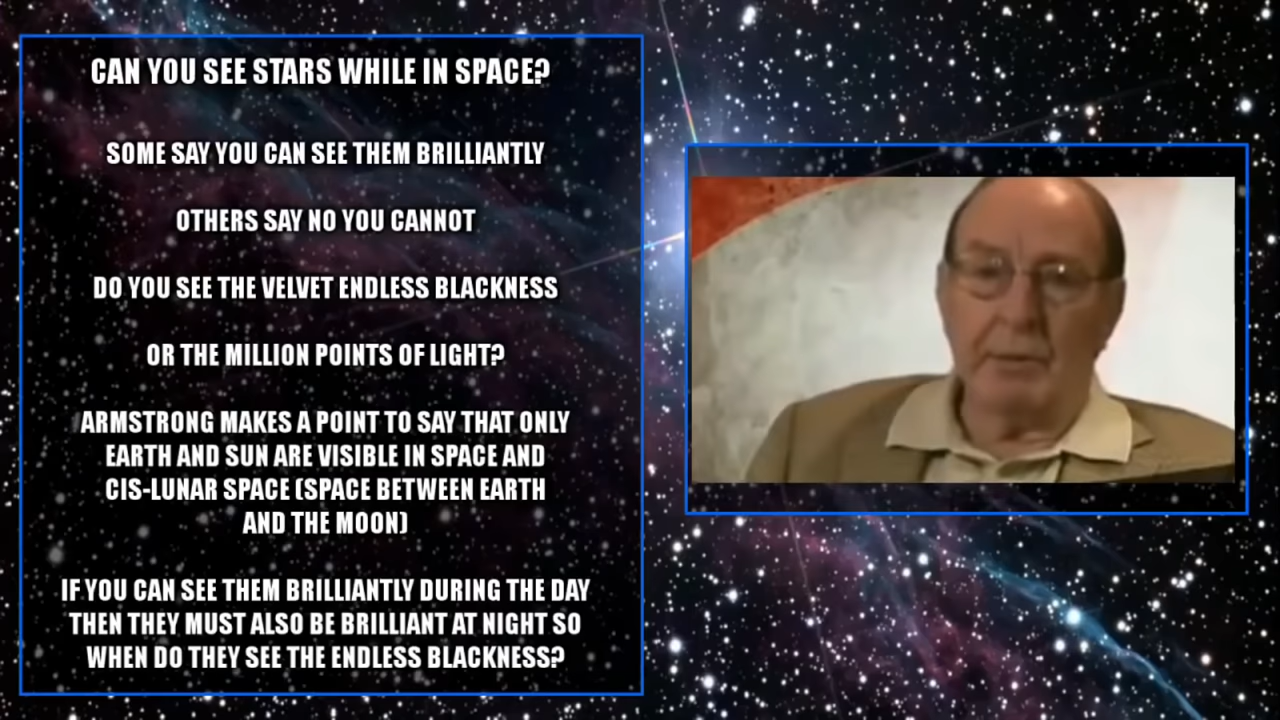 CAN YOU SEE STARS WHILE IN SPACE?
SOME SAY YOU CAN SEE THEM BRILLIANTLY
OTHERS SAY NO YOU CANNOT
DO YOU SEE THE VELVET ENDLESS BLACKNESS
OR THE MILLION POINTS OF LIGHT?
ARMSTRONG MAKES A POINT TO SAY THAT ONLY
EARTH AND SUN ARE VISIBLE IN SPACE AND
CIS-LUNAR SPACE (SPACE BETWEEN EARTH
AND THE MOON)
IF YOU CAN SEE THEM BRILLIANTLY DURING THE DAY
THEN THEY MUST ALSO BE BRILLIANT AT NIGHT SO
WHEN DO THEY SEE THE ENDLESS BLACKNESS?